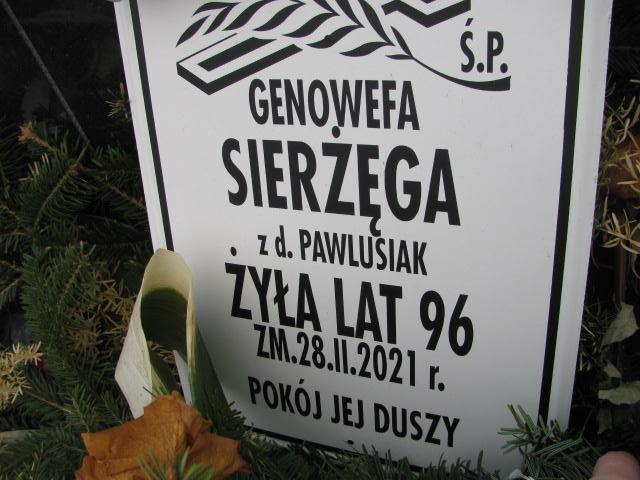 Ś.P.
GENOWEFA
SIERŻĘGA
z d. PAWLUSIAK
ŻYŁA LAT 96
ZM.28.II.2021 r.
POKÓJ JEJ DUSZY